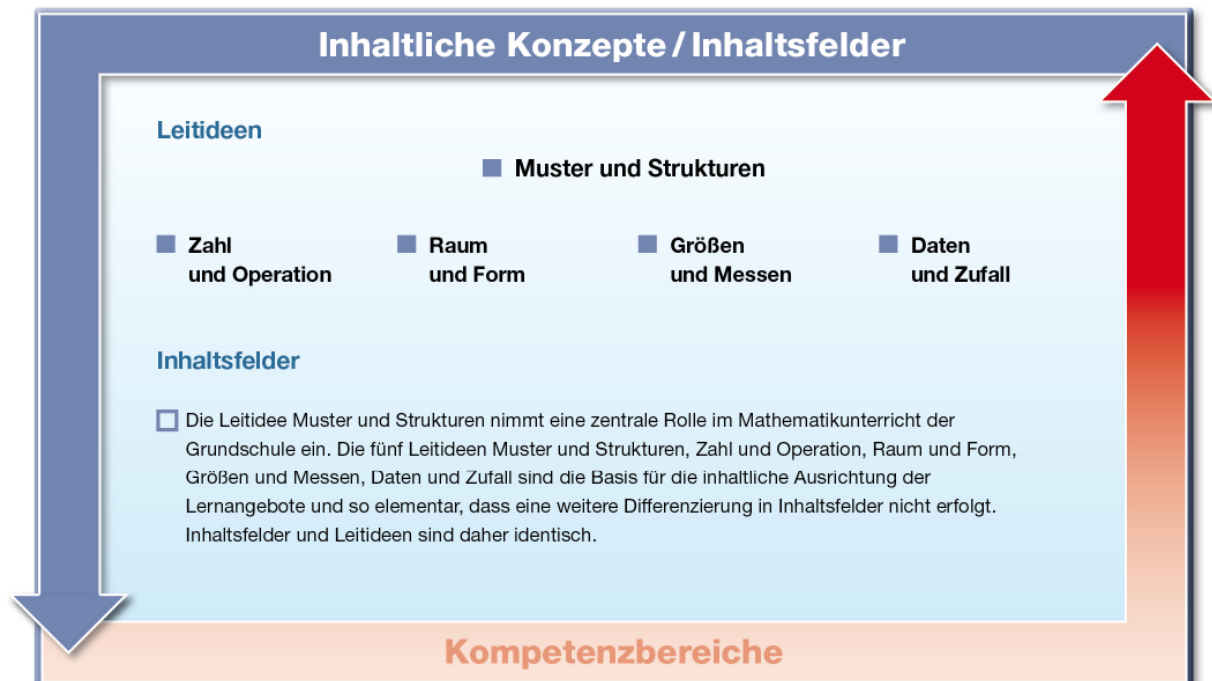 Inhaltliche Konzepte / Inhaltsfelder
Leitideen
Muster und Strukturen
Zahl
und Operation
Raum
und Form
Größen
und Messen
Daten
und Zufall
Inhaltsfelder
Die Leitidee Muster und Strukturen nimmt eine zentrale Rolle im Mathematikunterricht der
Grundschule ein. Die fünf Leitideen Muster und Strukturen, Zahl und Operation, Raum und Form,
Größen und Messen, Daten und Zufall sind die Basis für die inhaltliche Ausrichtung der
Lernangebote und so elementar, dass eine weitere Differenzierung in Inhaltsfelder nicht erfolgt.
Inhaltsfelder und Leitideen sind daher identisch.
Kompetenzbereiche